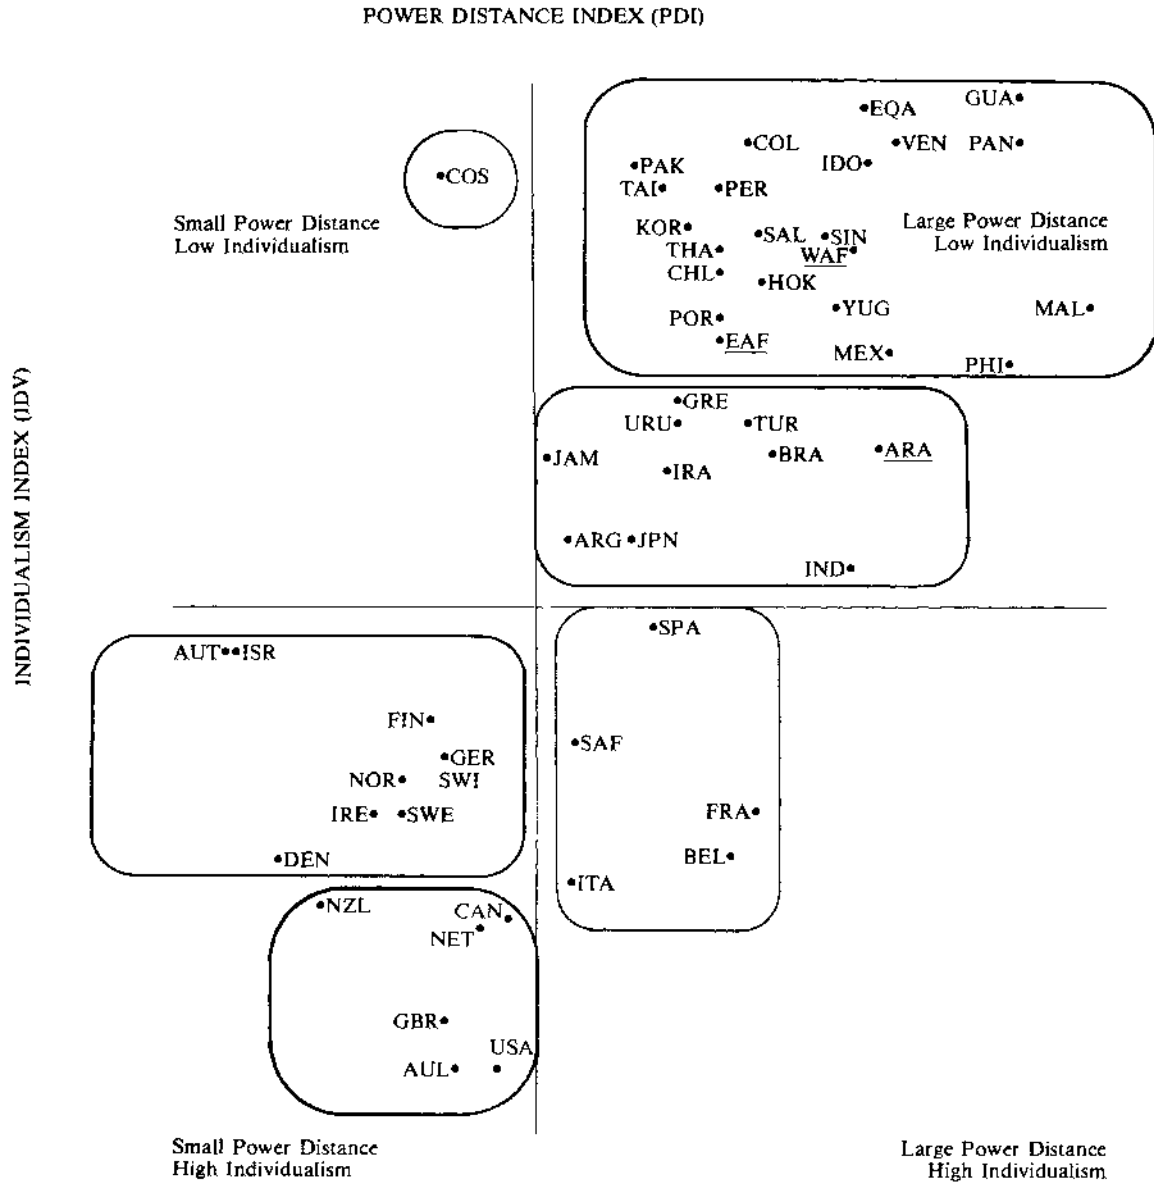 POWER DISTANCE INDEX (PDI)
GUA
EQA
COL
VEN
PAN
PAK
IDO
COS
TAI
PER
Small Power Distance
Low Individualism
KOR
SAL
SIN
Large Power Distance
Low Individualism
THA
WAF
CHL
HOK
POR
YUG
MAL
EAF
MEX
PHI
INDIVIDUALISM INDEX (IDV)
GRE
URU
TUR
JAM
IRA
BRA
ARA
ARG
JPN
IND
SPA
AUT
ISR
FIN
SAF
GER
NOR
SWI
IRE
SWE
FRA
DEN
BEL
ITA
NZL
CAN
NET
GBR
USA
AUL
Small Power Distance
High Individualism
Large Power Distance
High Individualism